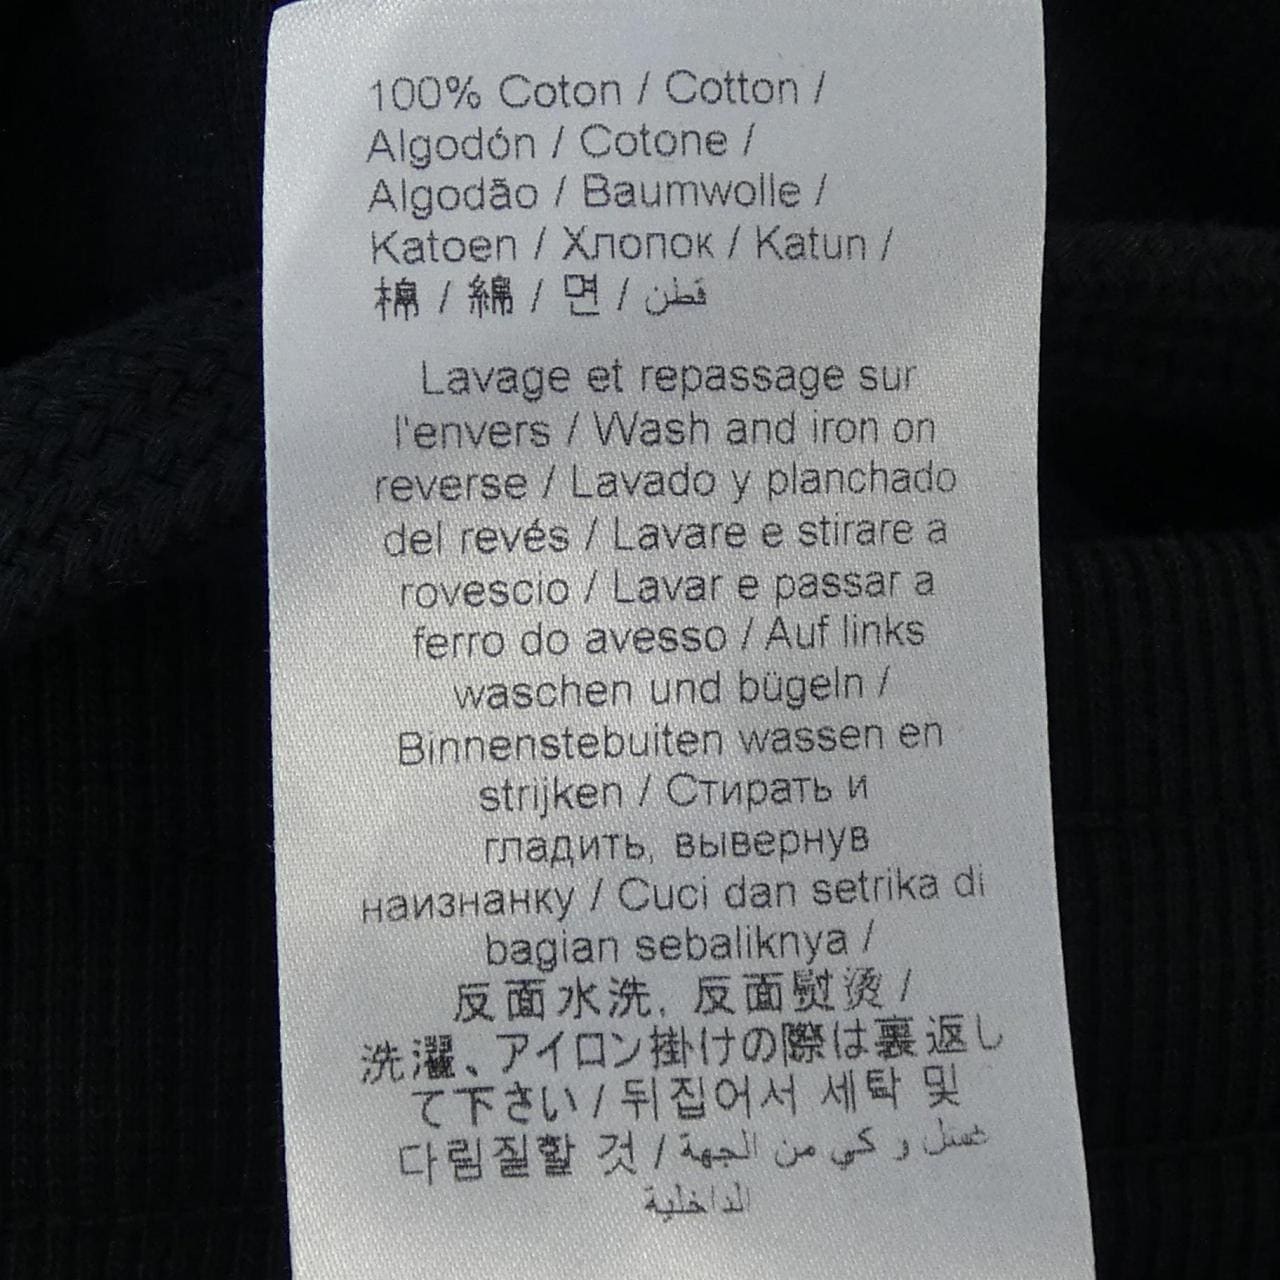 100% Coton / Cotton /
Algodón / Cotone /
Algodão / Baumwolle /
Katoen / Хлопок / Katun /
棉 / 綿 / 면 / قطن
Lavage et repassage sur
l'envers / Wash and iron on
reverse / Lavado y planchado
del revés / Lavare e stirare a
rovescio / Lavar e passar a
ferro do avesso / Auf links
waschen und bügeln /
Binnenstebuiten wassen en
strijken / Стирать и
гладить, вывернув
наизнанку / Cuci dan setrika di
bagian sebaliknya /
反面水洗, 反面熨烫 /
洗濯、アイロン掛けの際は裏返し
て下さい / 뒤집어서 세탁 및
다림질할 것 / غسل و كي من الجهة
الداخلية